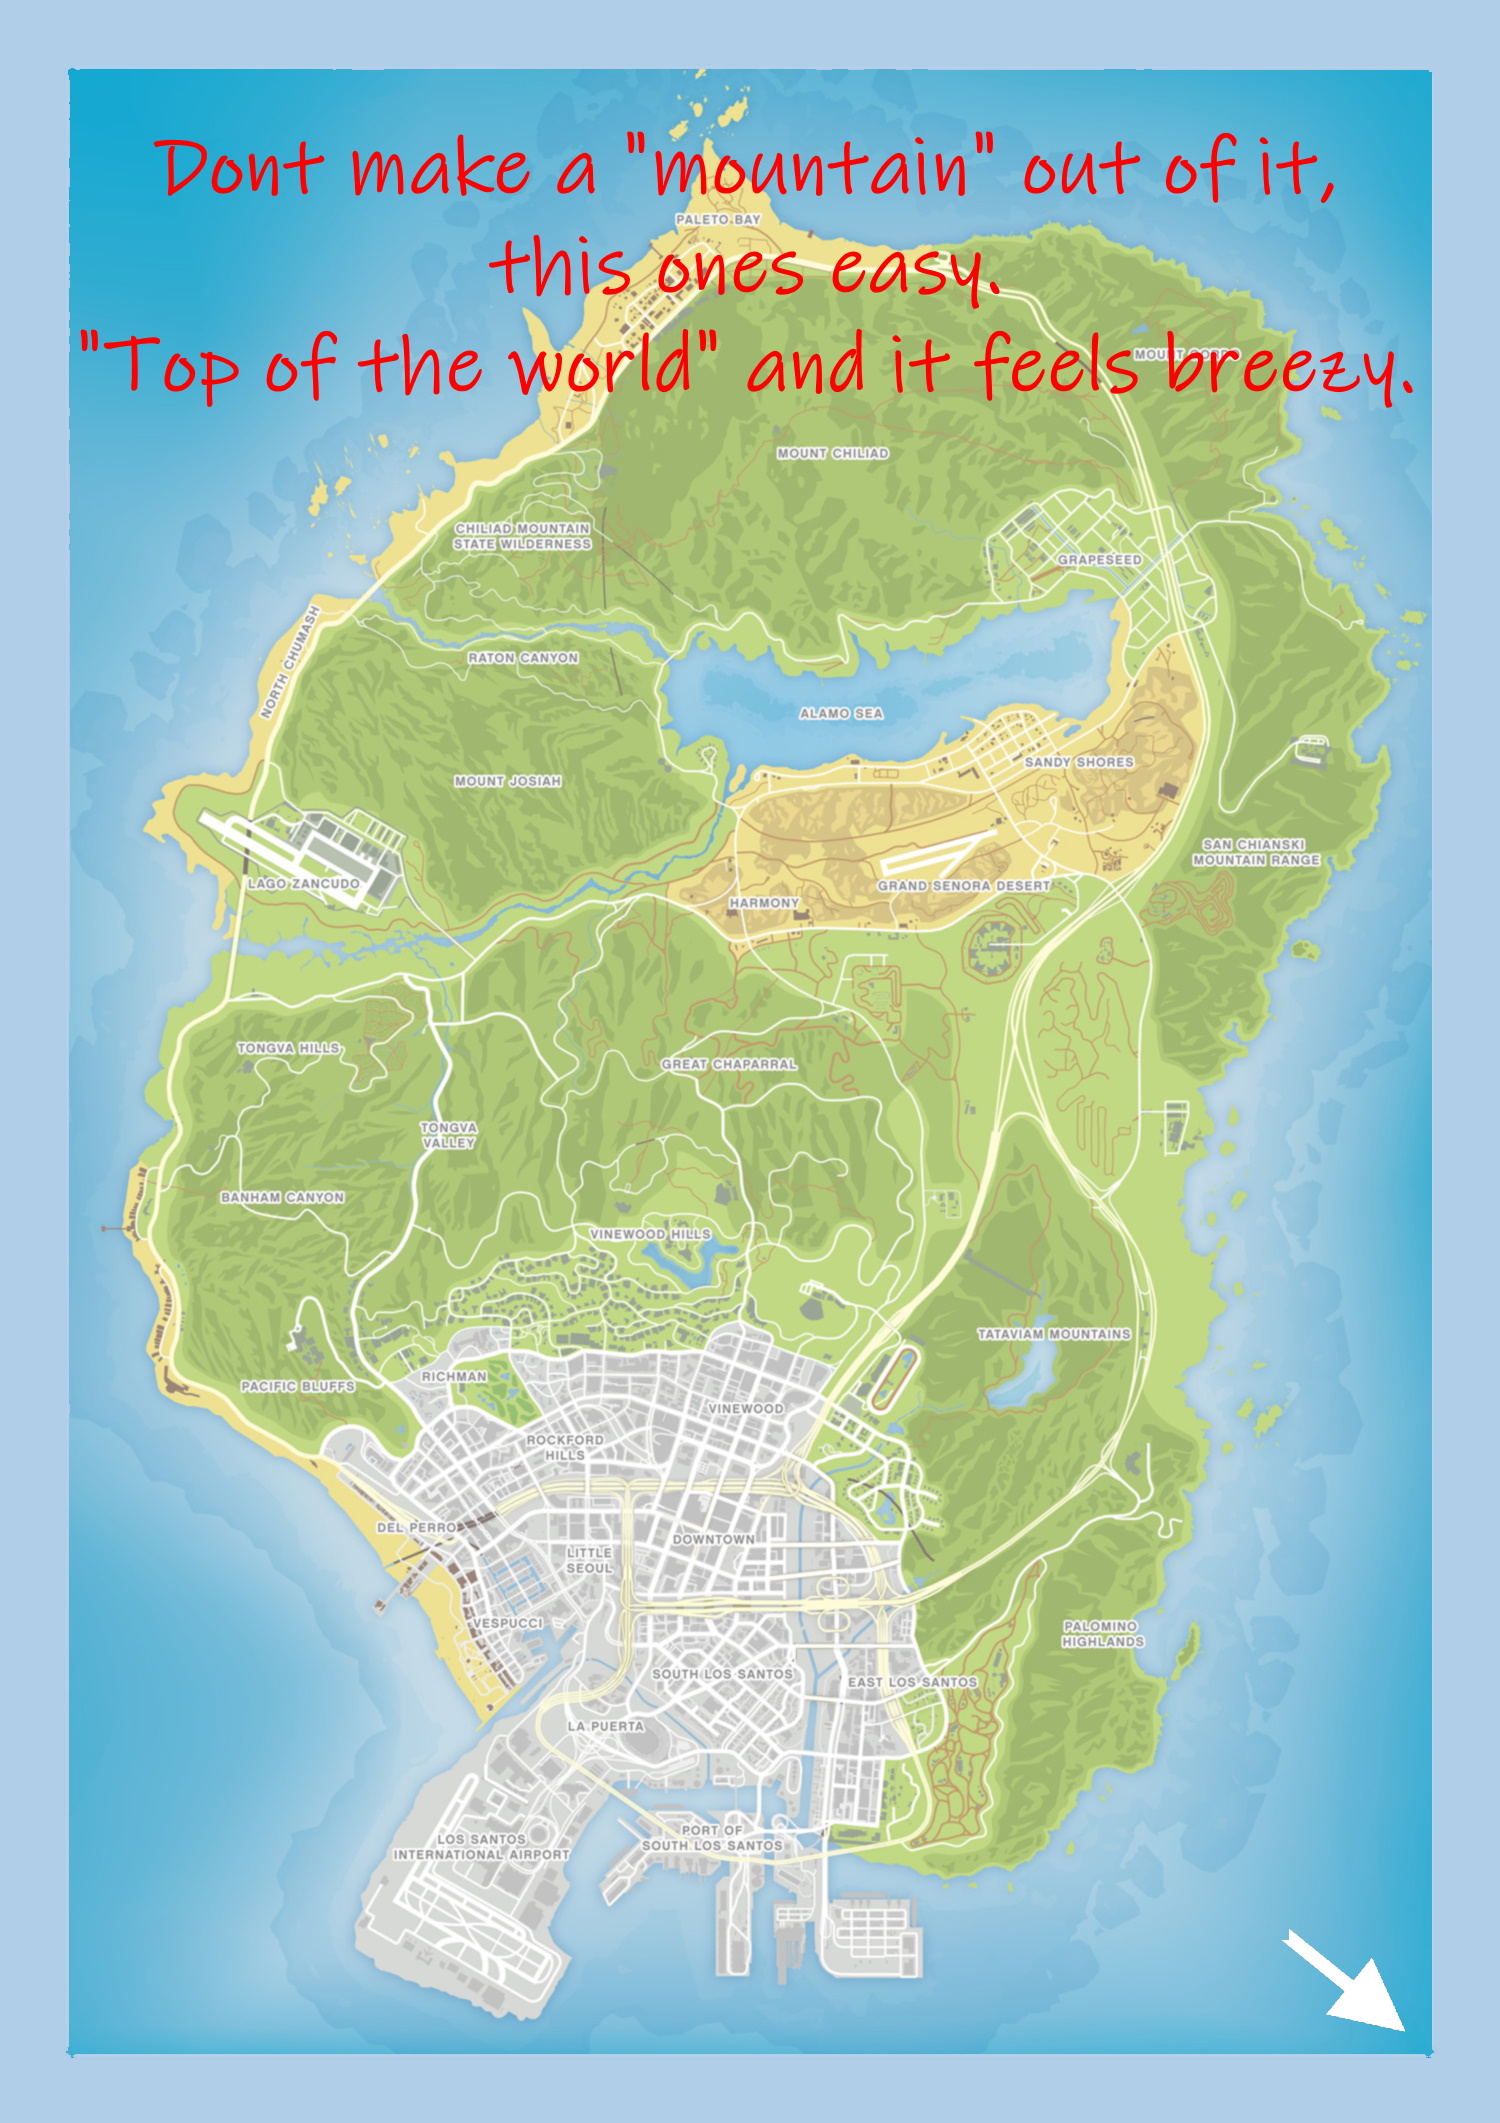 Dont make a "mountain" out of it,
this ones easy.
"Top of the world" and it feels breezy.
PALETO BAY
MOUNT CHILIAD
CHILIAD MOUNTAIN
STATE WILDERNESS
GRAPESEED
NORTH CHUMASH
RATON CANYON
ALAMO SEA
SANDY SHORES
MOUNT JOSIAH
SAN CHIANSKI
MOUNTAIN RANGE
LAGO ZANCUDO
GRAND SENORA DESERT
HARMONY
TONGVA HILLS
GREAT CHAPARRAL
TONGVA
VALLEY
BANHAM CANYON
VINEWOOD HILLS
TATAVIAM MOUNTAINS
RICHMAN
PACIFIC BLUFFS
VINEWOOD
ROCKFORD
HILLS
DEL PERRO
DOWNTOWN
LITTLE
SEOUL
VESPUCCI
PALOMINO
HIGHLANDS
SOUTH LOS SANTOS
EAST LOS SANTOS
LA PUERTA
PORT OF
SOUTH LOS SANTOS
LOS SANTOS
INTERNATIONAL AIRPORT